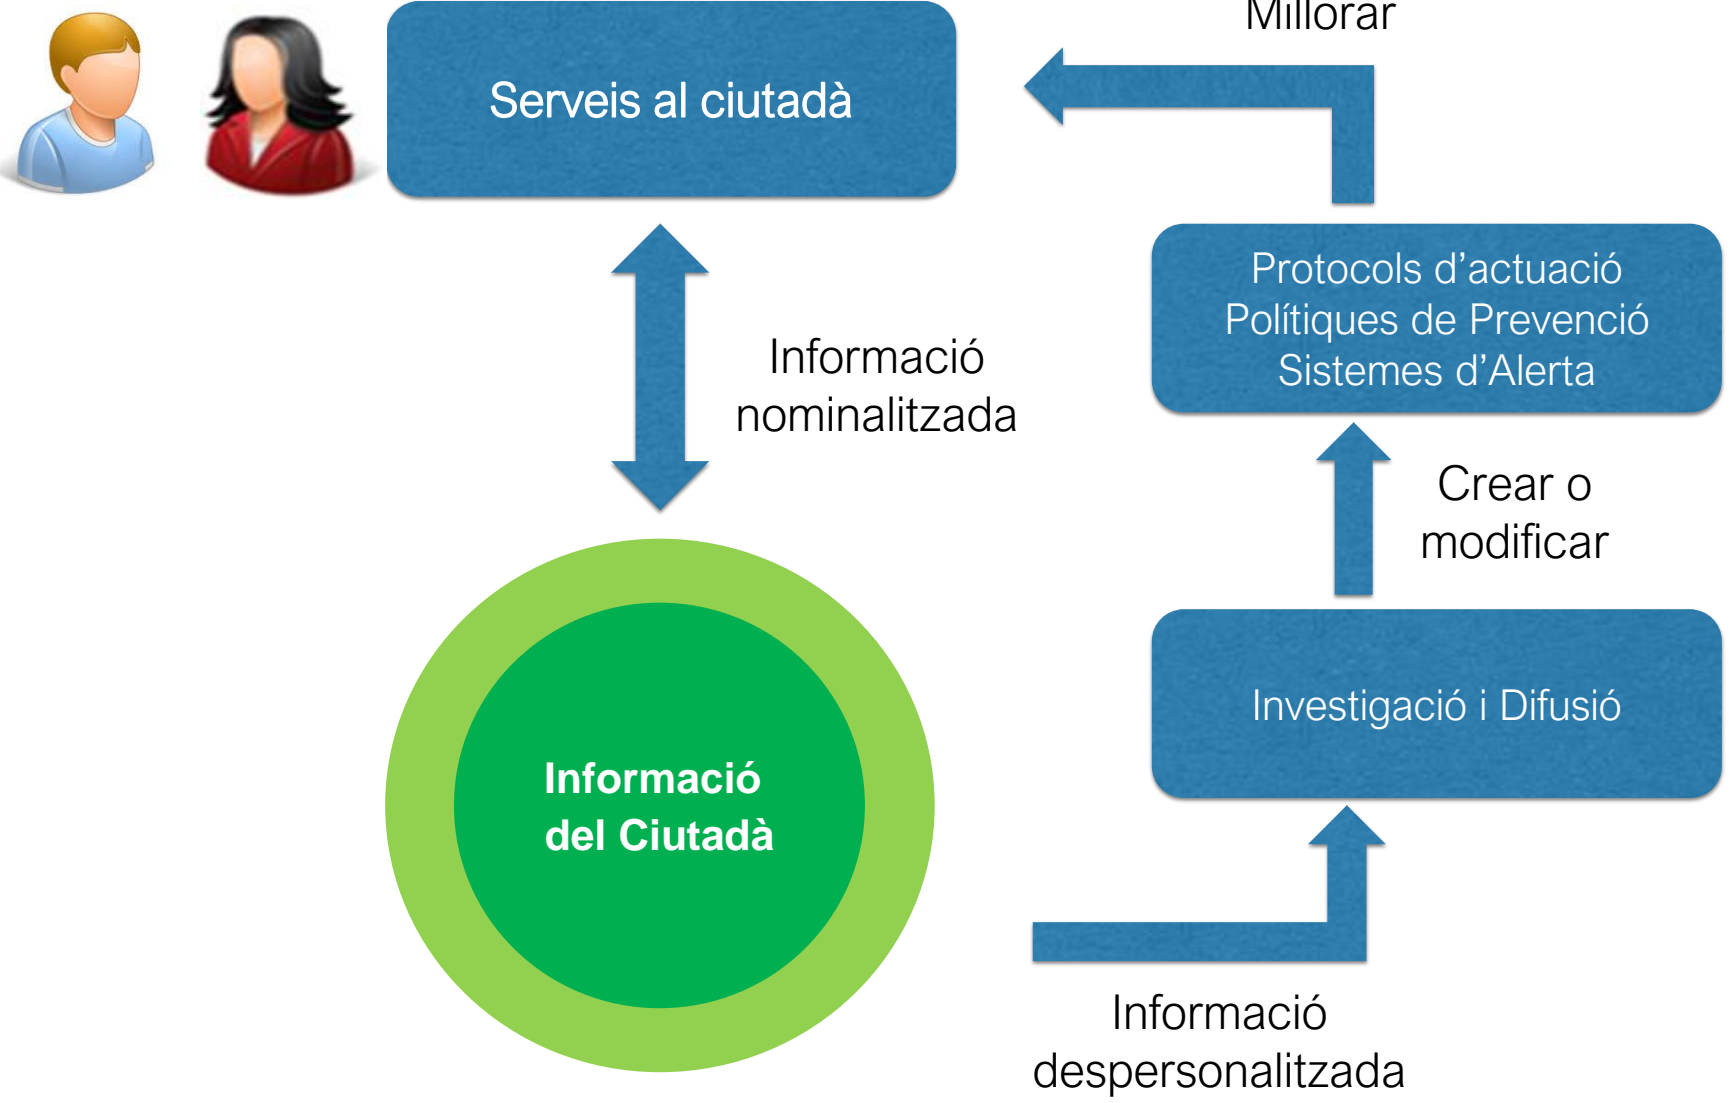 Millorar
Serveis al ciutadà
Protocols d’actuació
Polítiques de Prevenció
Sistemes d’Alerta
Informació
nominalitzada
Crear o
modificar
Investigació i Difusió
Informació
del Ciutadà
Informació
despersonalitzada